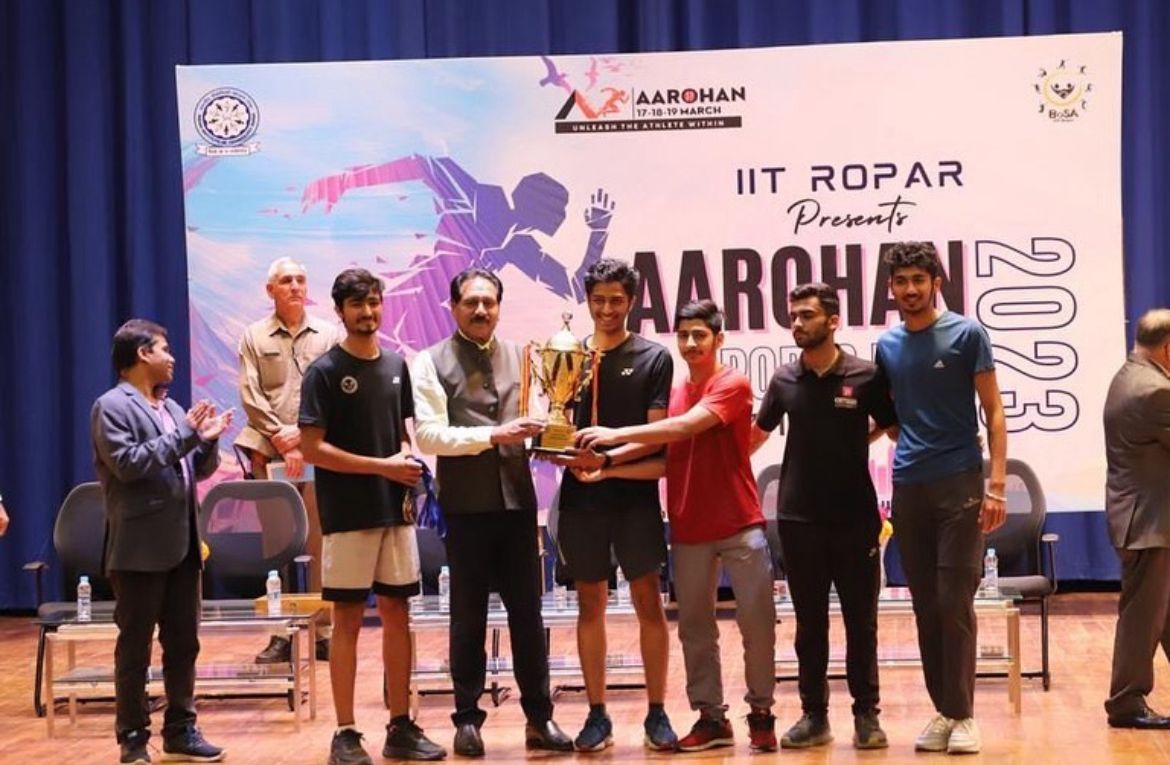 AAROHAN
17-18-19 MARCH
UNLEASH THE ATHLETE WITHIN
BOSA
IIT ROPAR
Presents
AAROHAN
2023